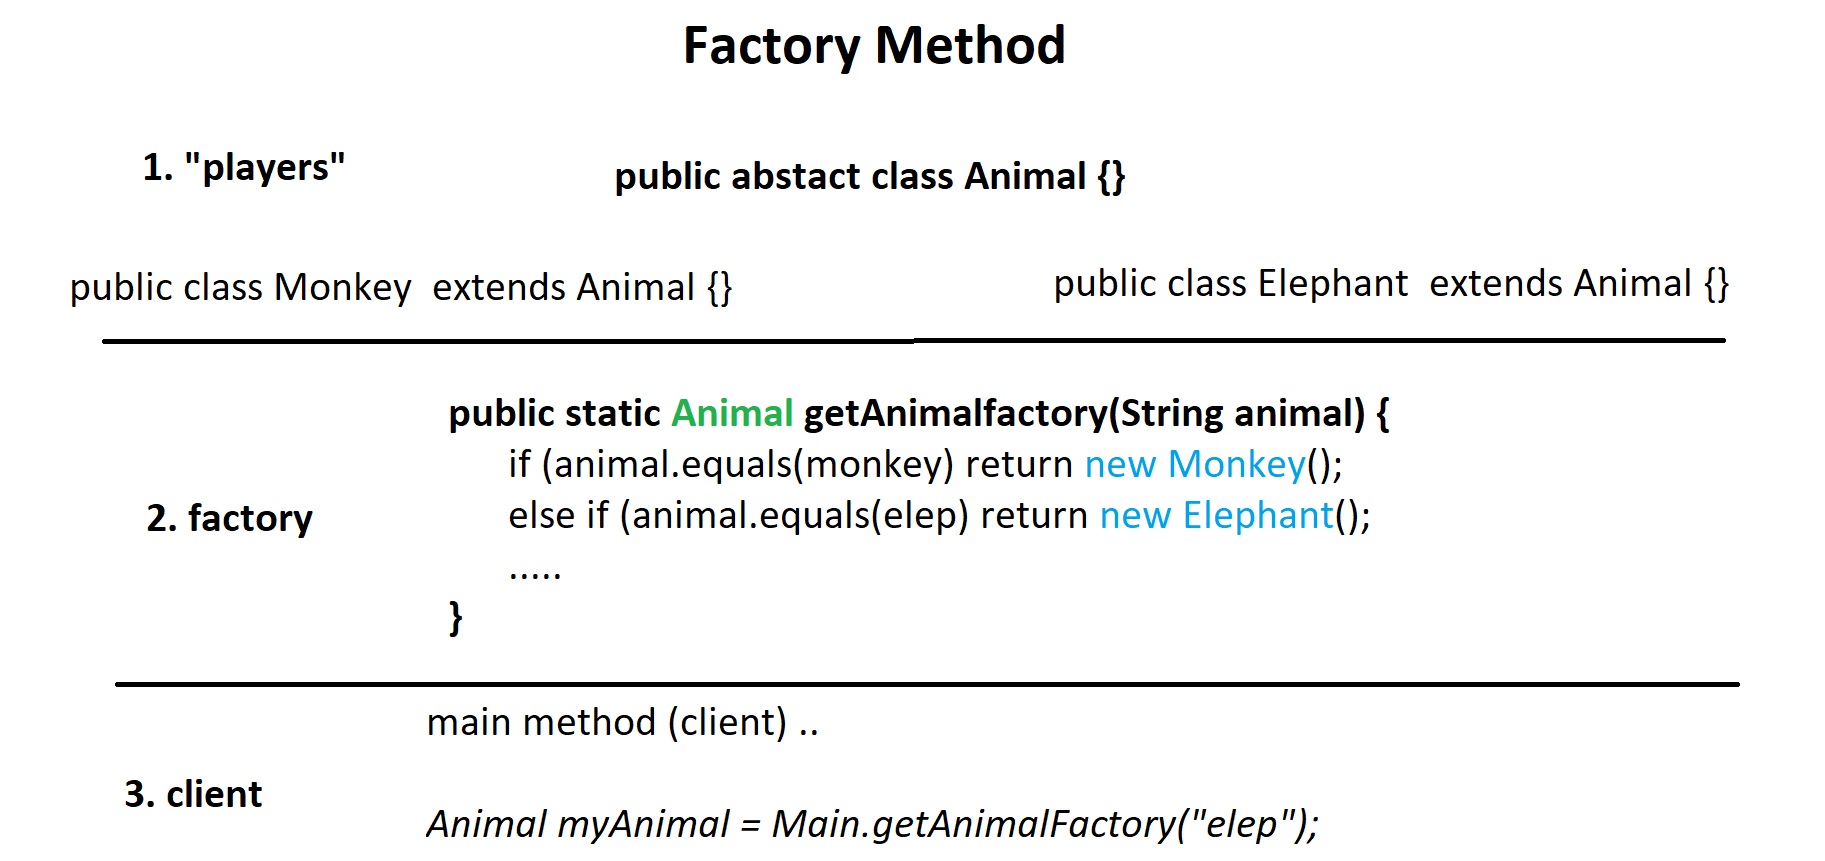 Factory Method
1. "players"
public abstact class Animal {}
public class Monkey  extends Animal {}
public class Elephant  extends Animal {}
public static Animal getAnimalfactory(String animal) {
if (animal.equals(monkey) return new Monkey();
else if (animal.equals(elep) return new Elephant();
2. factory
.....
}
main method (client) ..
3. client
Animal myAnimal = Main.getAnimalFactory("elep");